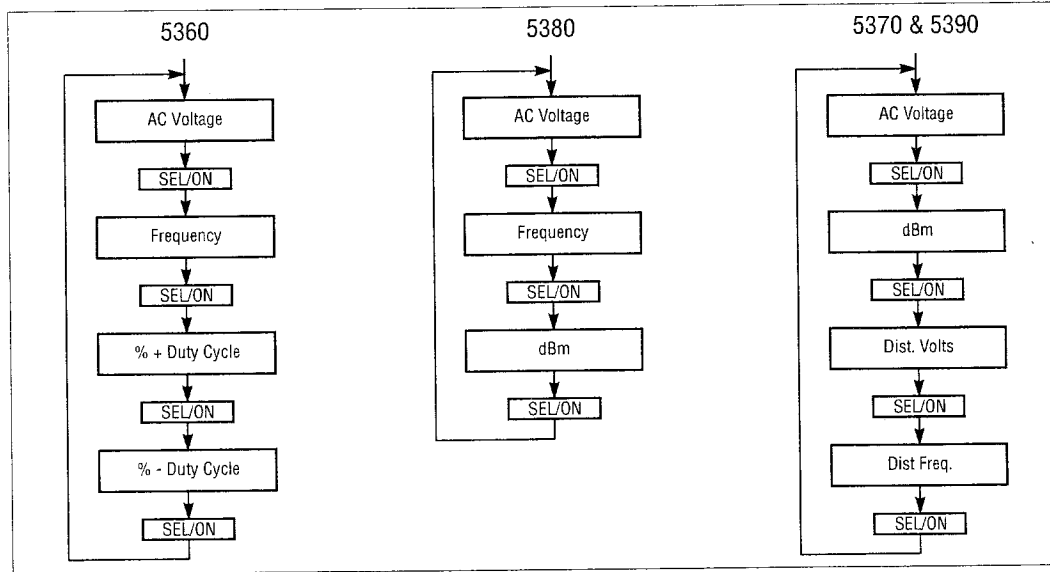 5360
AC Voltage
SEL/ON
Frequency
SEL/ON
% + Duty Cycle
SEL/ON
% - Duty Cycle
SEL/ON
5380
AC Voltage
SEL/ON
Frequency
SEL/ON
dBm
SEL/ON
5370 & 5390
AC Voltage
SEL/ON
dBm
SEL/ON
Dist. Volts
SEL/ON
Dist Freq.
SEL/ON